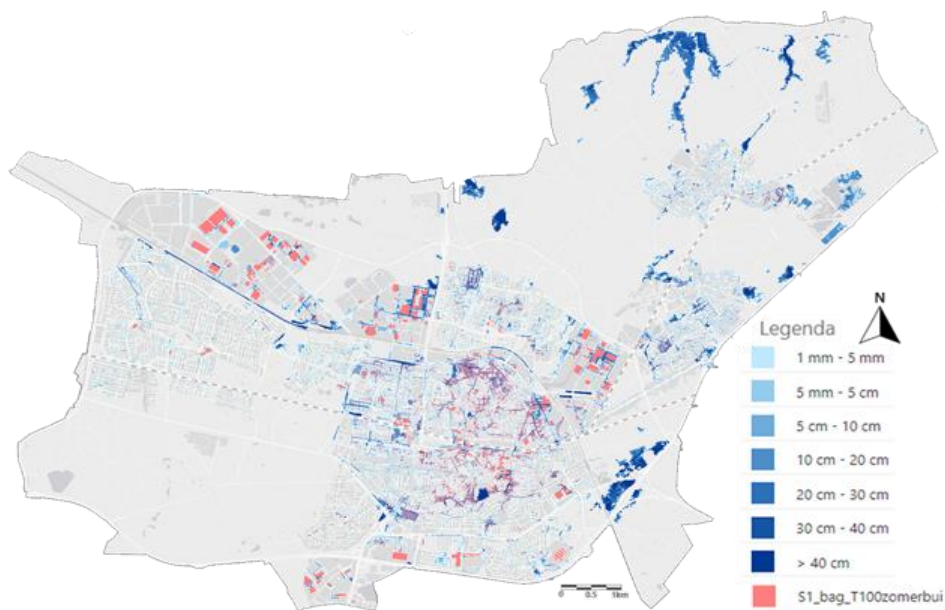 N
Legenda
1 mm - 5 mm
5 mm - 5 cm
5 cm - 10 cm
10 cm - 20 cm
20 cm - 30 cm
30 cm - 40 cm
> 40 cm
S1_bag_T100zomerbui
0 0.5 1km